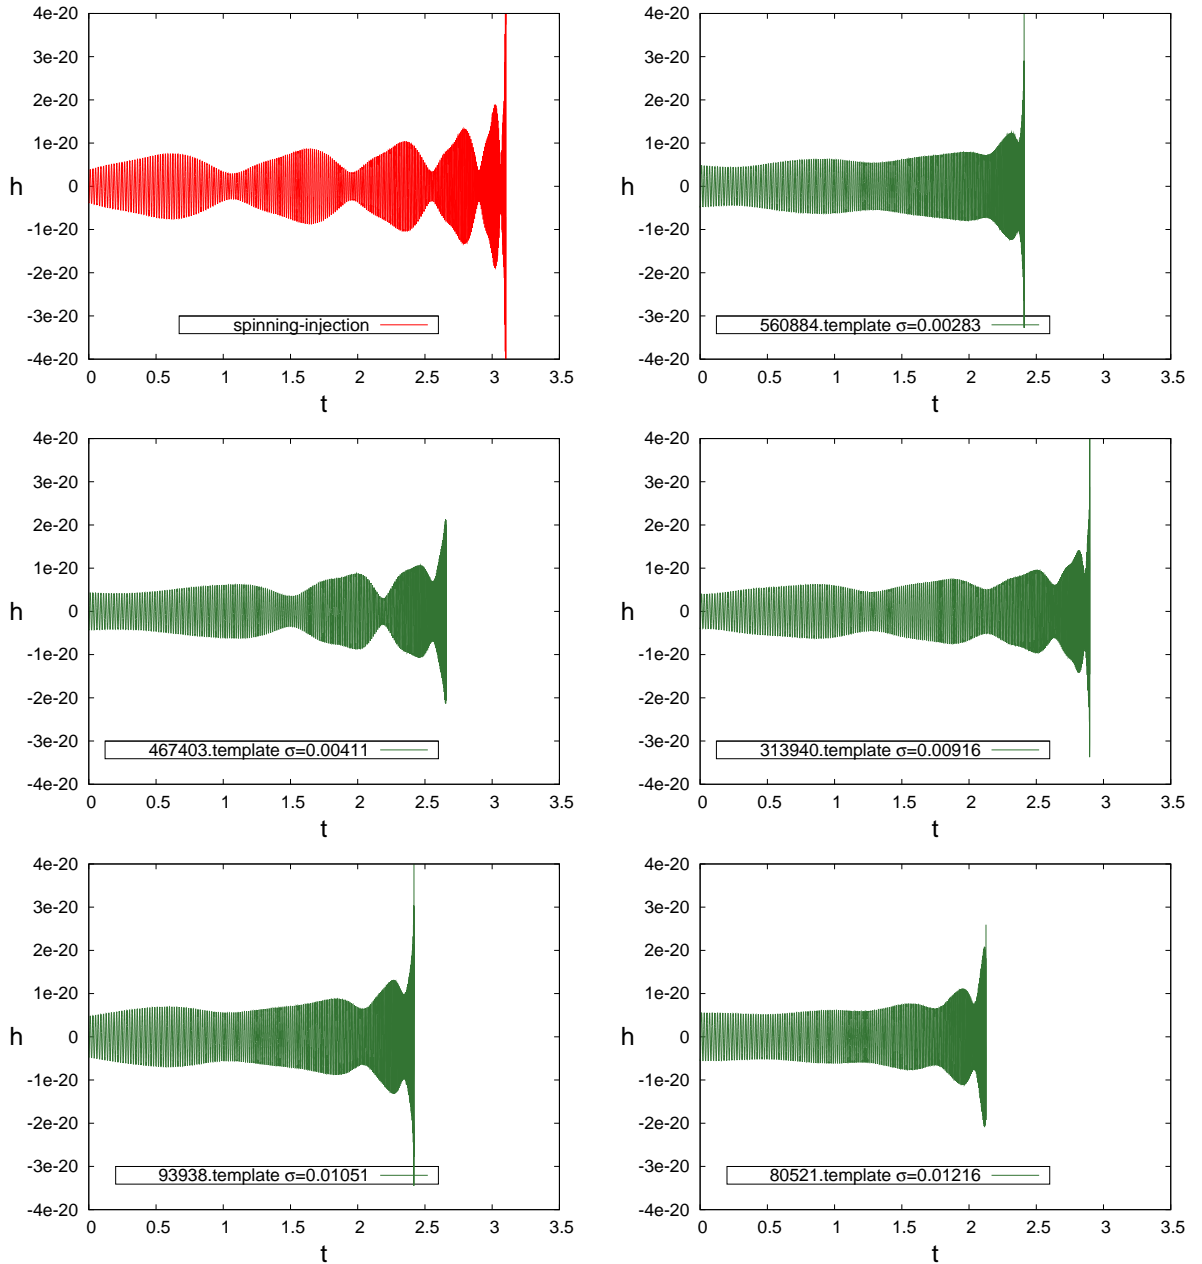 4e-20
3e-20
2e-20
1e-20
0
-1e-20
-2e-20
-3e-20
-4e-20
h
spinning-injection
0 0.5 1 1.5 2 2.5 3 3.5
t
4e-20
3e-20
2e-20
1e-20
0
-1e-20
-2e-20
-3e-20
-4e-20
h
560884.template σ=0.00283
0 0.5 1 1.5 2 2.5 3 3.5
t
4e-20
3e-20
2e-20
1e-20
0
-1e-20
-2e-20
-3e-20
-4e-20
h
467403.template σ=0.00411
0 0.5 1 1.5 2 2.5 3 3.5
t
4e-20
3e-20
2e-20
1e-20
0
-1e-20
-2e-20
-3e-20
-4e-20
h
313940.template σ=0.00916
0 0.5 1 1.5 2 2.5 3 3.5
t
4e-20
3e-20
2e-20
1e-20
0
-1e-20
-2e-20
-3e-20
-4e-20
h
93938.template σ=0.01051
0 0.5 1 1.5 2 2.5 3 3.5
t
4e-20
3e-20
2e-20
1e-20
0
-1e-20
-2e-20
-3e-20
-4e-20
h
80521.template σ=0.01216
0 0.5 1 1.5 2 2.5 3 3.5
t